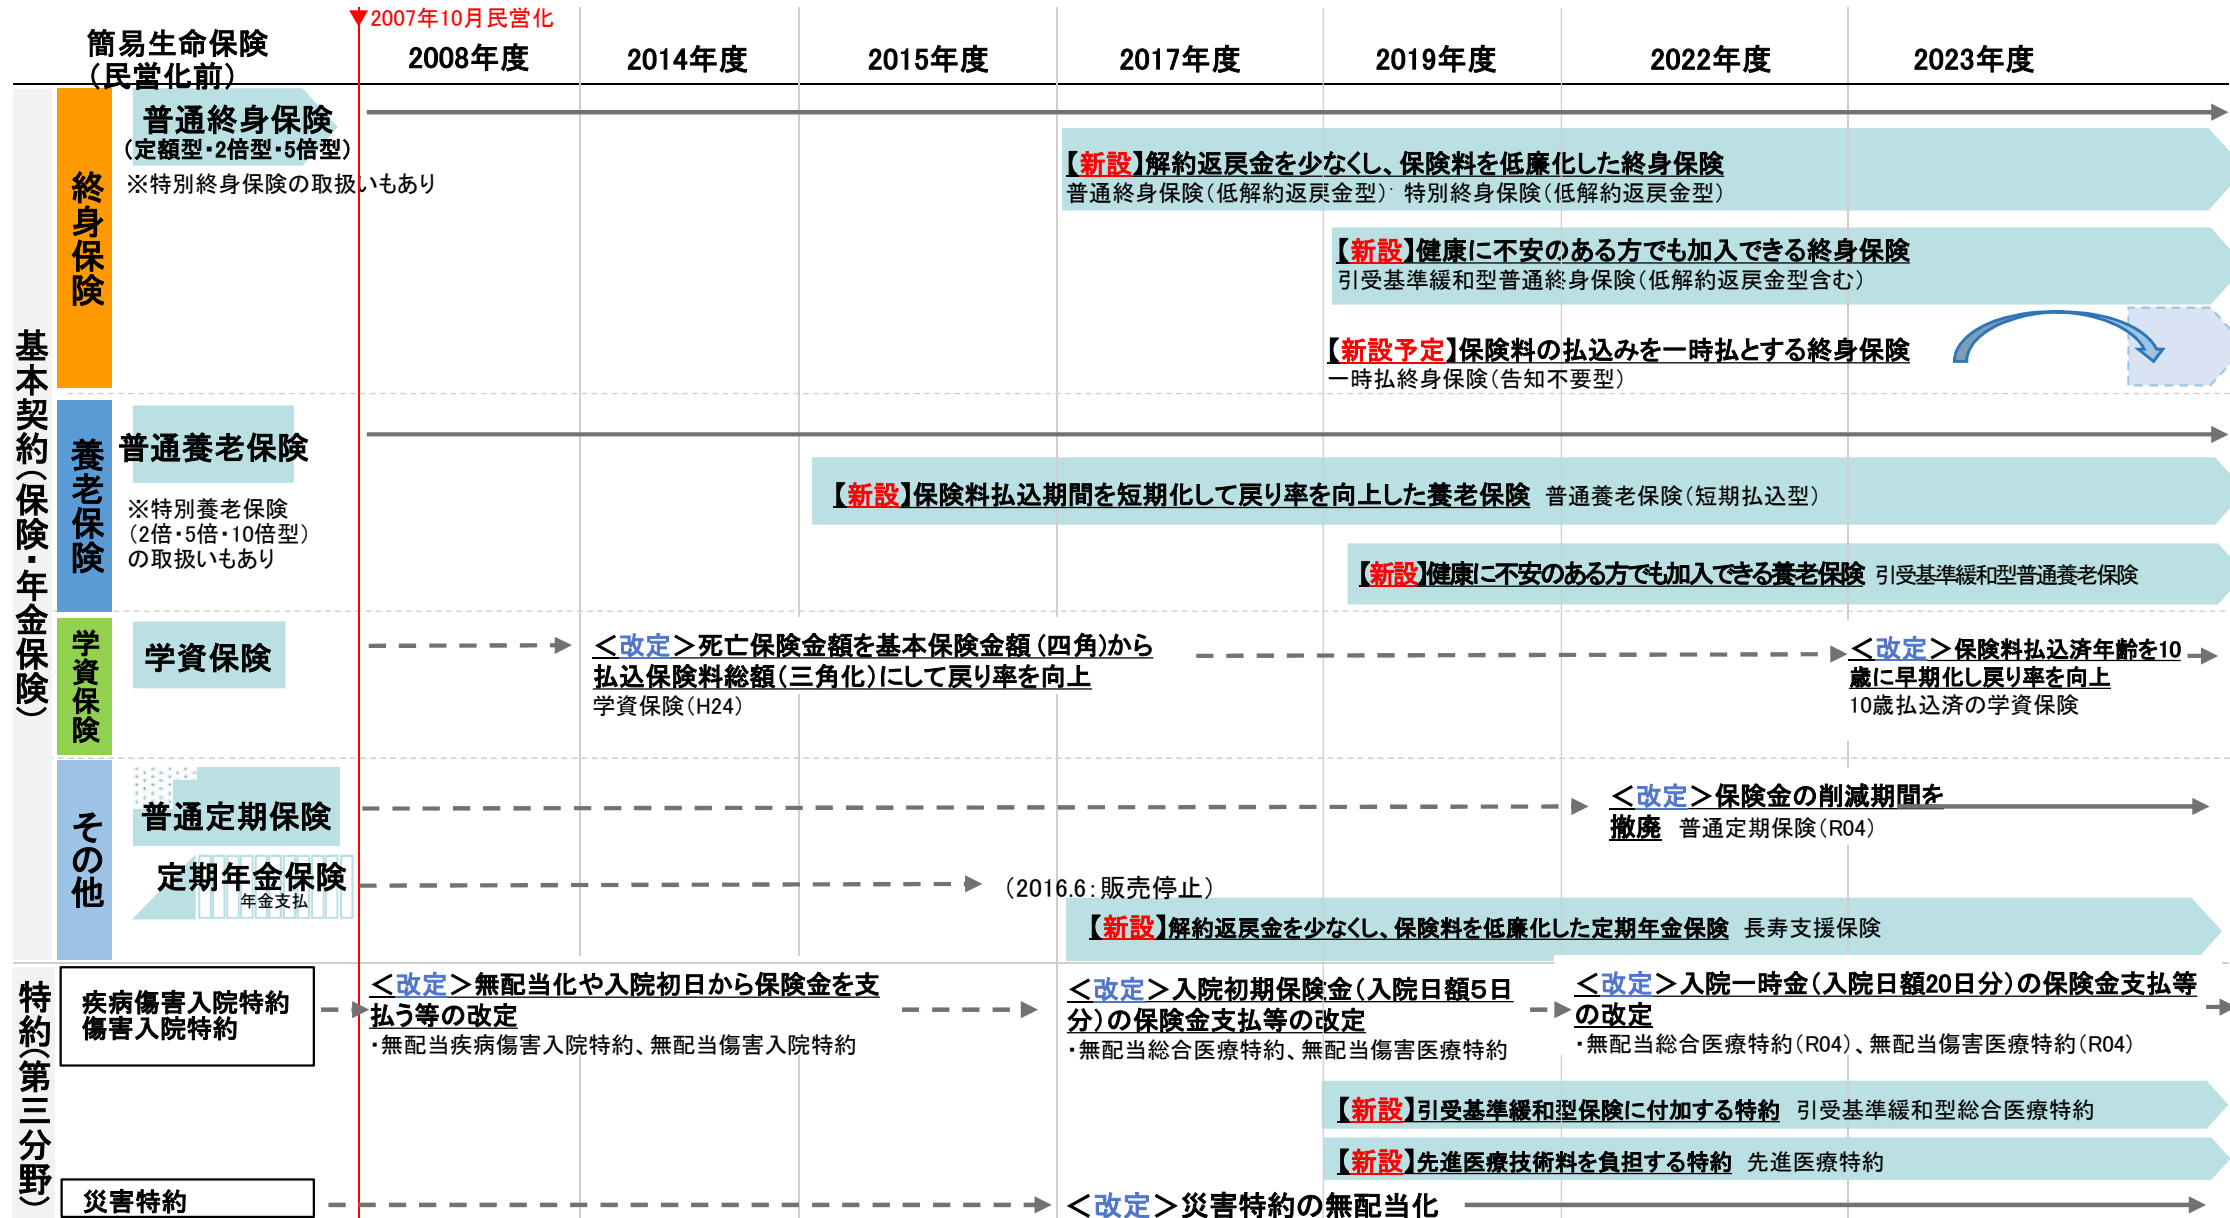 ▼2007年10月民営化
簡易生命保険
（民営化前）
2008年度
2014年度
2015年度
2017年度
2019年度
2022年度
2023年度
基本契約（保険・年金保険）
終身保険
普通終身保険
（定額型・2倍型・5倍型）
※特別終身保険の取扱いもあり
【新設】解約返戻金を少なくし、保険料を低廉化した終身保険
普通終身保険（低解約返戻金型）・特別終身保険（低解約返戻金型）
【新設】健康に不安のある方でも加入できる終身保険
引受基準緩和型普通終身保険（低解約返戻金型含む）
【新設予定】保険料の払込みを一時払とする終身保険
一時払終身保険（告知不要型）
養老保険
普通養老保険
※特別養老保険
（2倍・5倍・10倍型）
の取扱いもあり
【新設】保険料払込期間を短期化して戻り率を向上した養老保険 普通養老保険（短期払込型）
【新設】健康に不安のある方でも加入できる養老保険 引受基準緩和型普通養老保険
学資保険
学資保険
＜改定＞死亡保険金額を基本保険金額（四角）から
払込保険料総額（三角化）にして戻り率を向上
学資保険（H24）
＜改定＞保険料払込済年齢を10
歳に早期化し戻り率を向上
10歳払込済の学資保険
その他
普通定期保険
＜改定＞保険金の削減期間を
撤廃 普通定期保険（R04）
定期年金保険
年金支払
（2016.6：販売停止）
【新設】解約返戻金を少なくし、保険料を低廉化した定期年金保険 長寿支援保険
特約（第三分野）
疾病傷害入院特約
傷害入院特約
＜改定＞無配当化や入院初日から保険金を支
払う等の改定
・無配当疾病傷害入院特約、無配当傷害入院特約
＜改定＞入院初期保険金（入院日額5日
分）の保険金支払等の改定
・無配当総合医療特約、無配当傷害医療特約
＜改定＞入院一時金（入院日額20日分）の保険金支払等
の改定
・無配当総合医療特約（R04）、無配当傷害医療特約（R04）
【新設】引受基準緩和型保険に付加する特約 引受基準緩和型総合医療特約
【新設】先進医療技術料を負担する特約 先進医療特約
災害特約
＜改定＞災害特約の無配当化